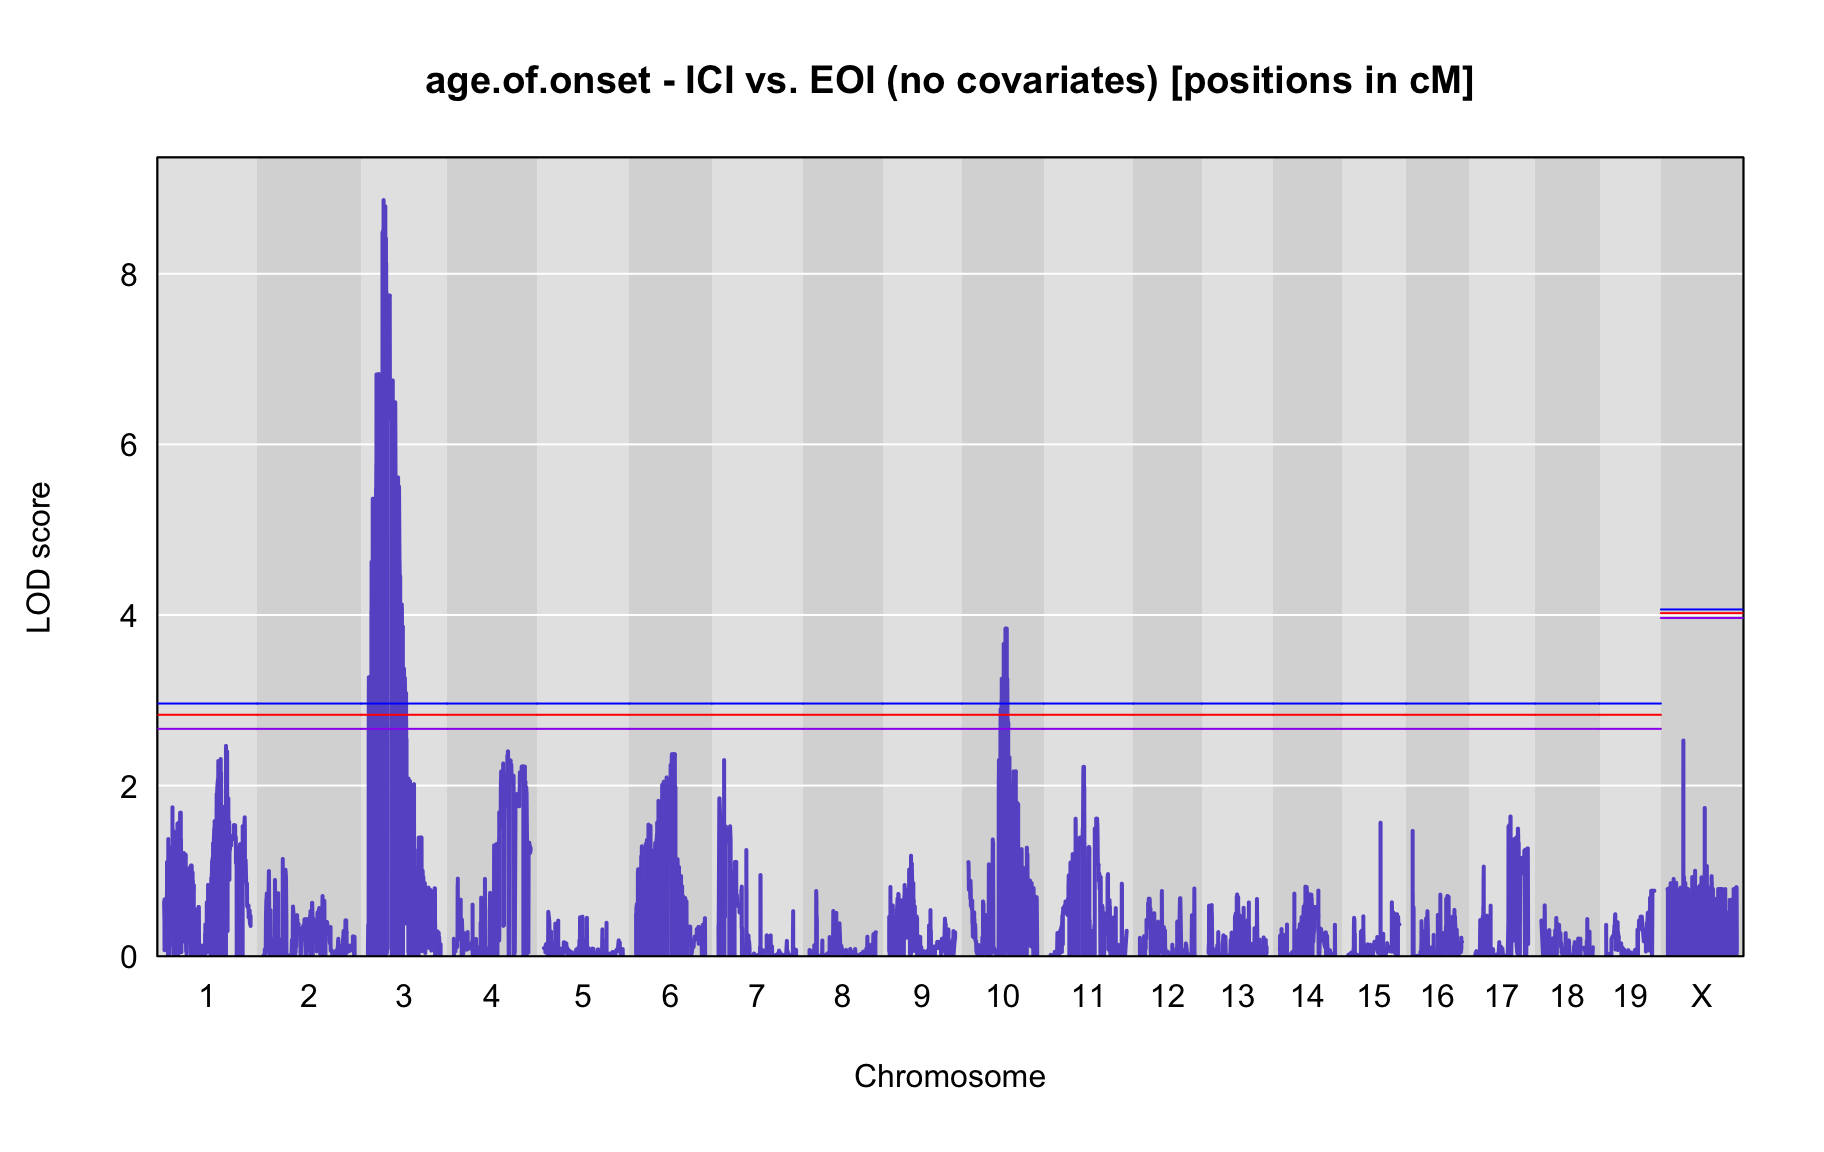 age.of.onset - ICI vs. EOI (no covariates) [positions in cM]
LOD score
8
6
4
2
0
1 2 3 4 5 6 7 8 9 10 11 12 13 14 15 16 17 18 19 X
Chromosome